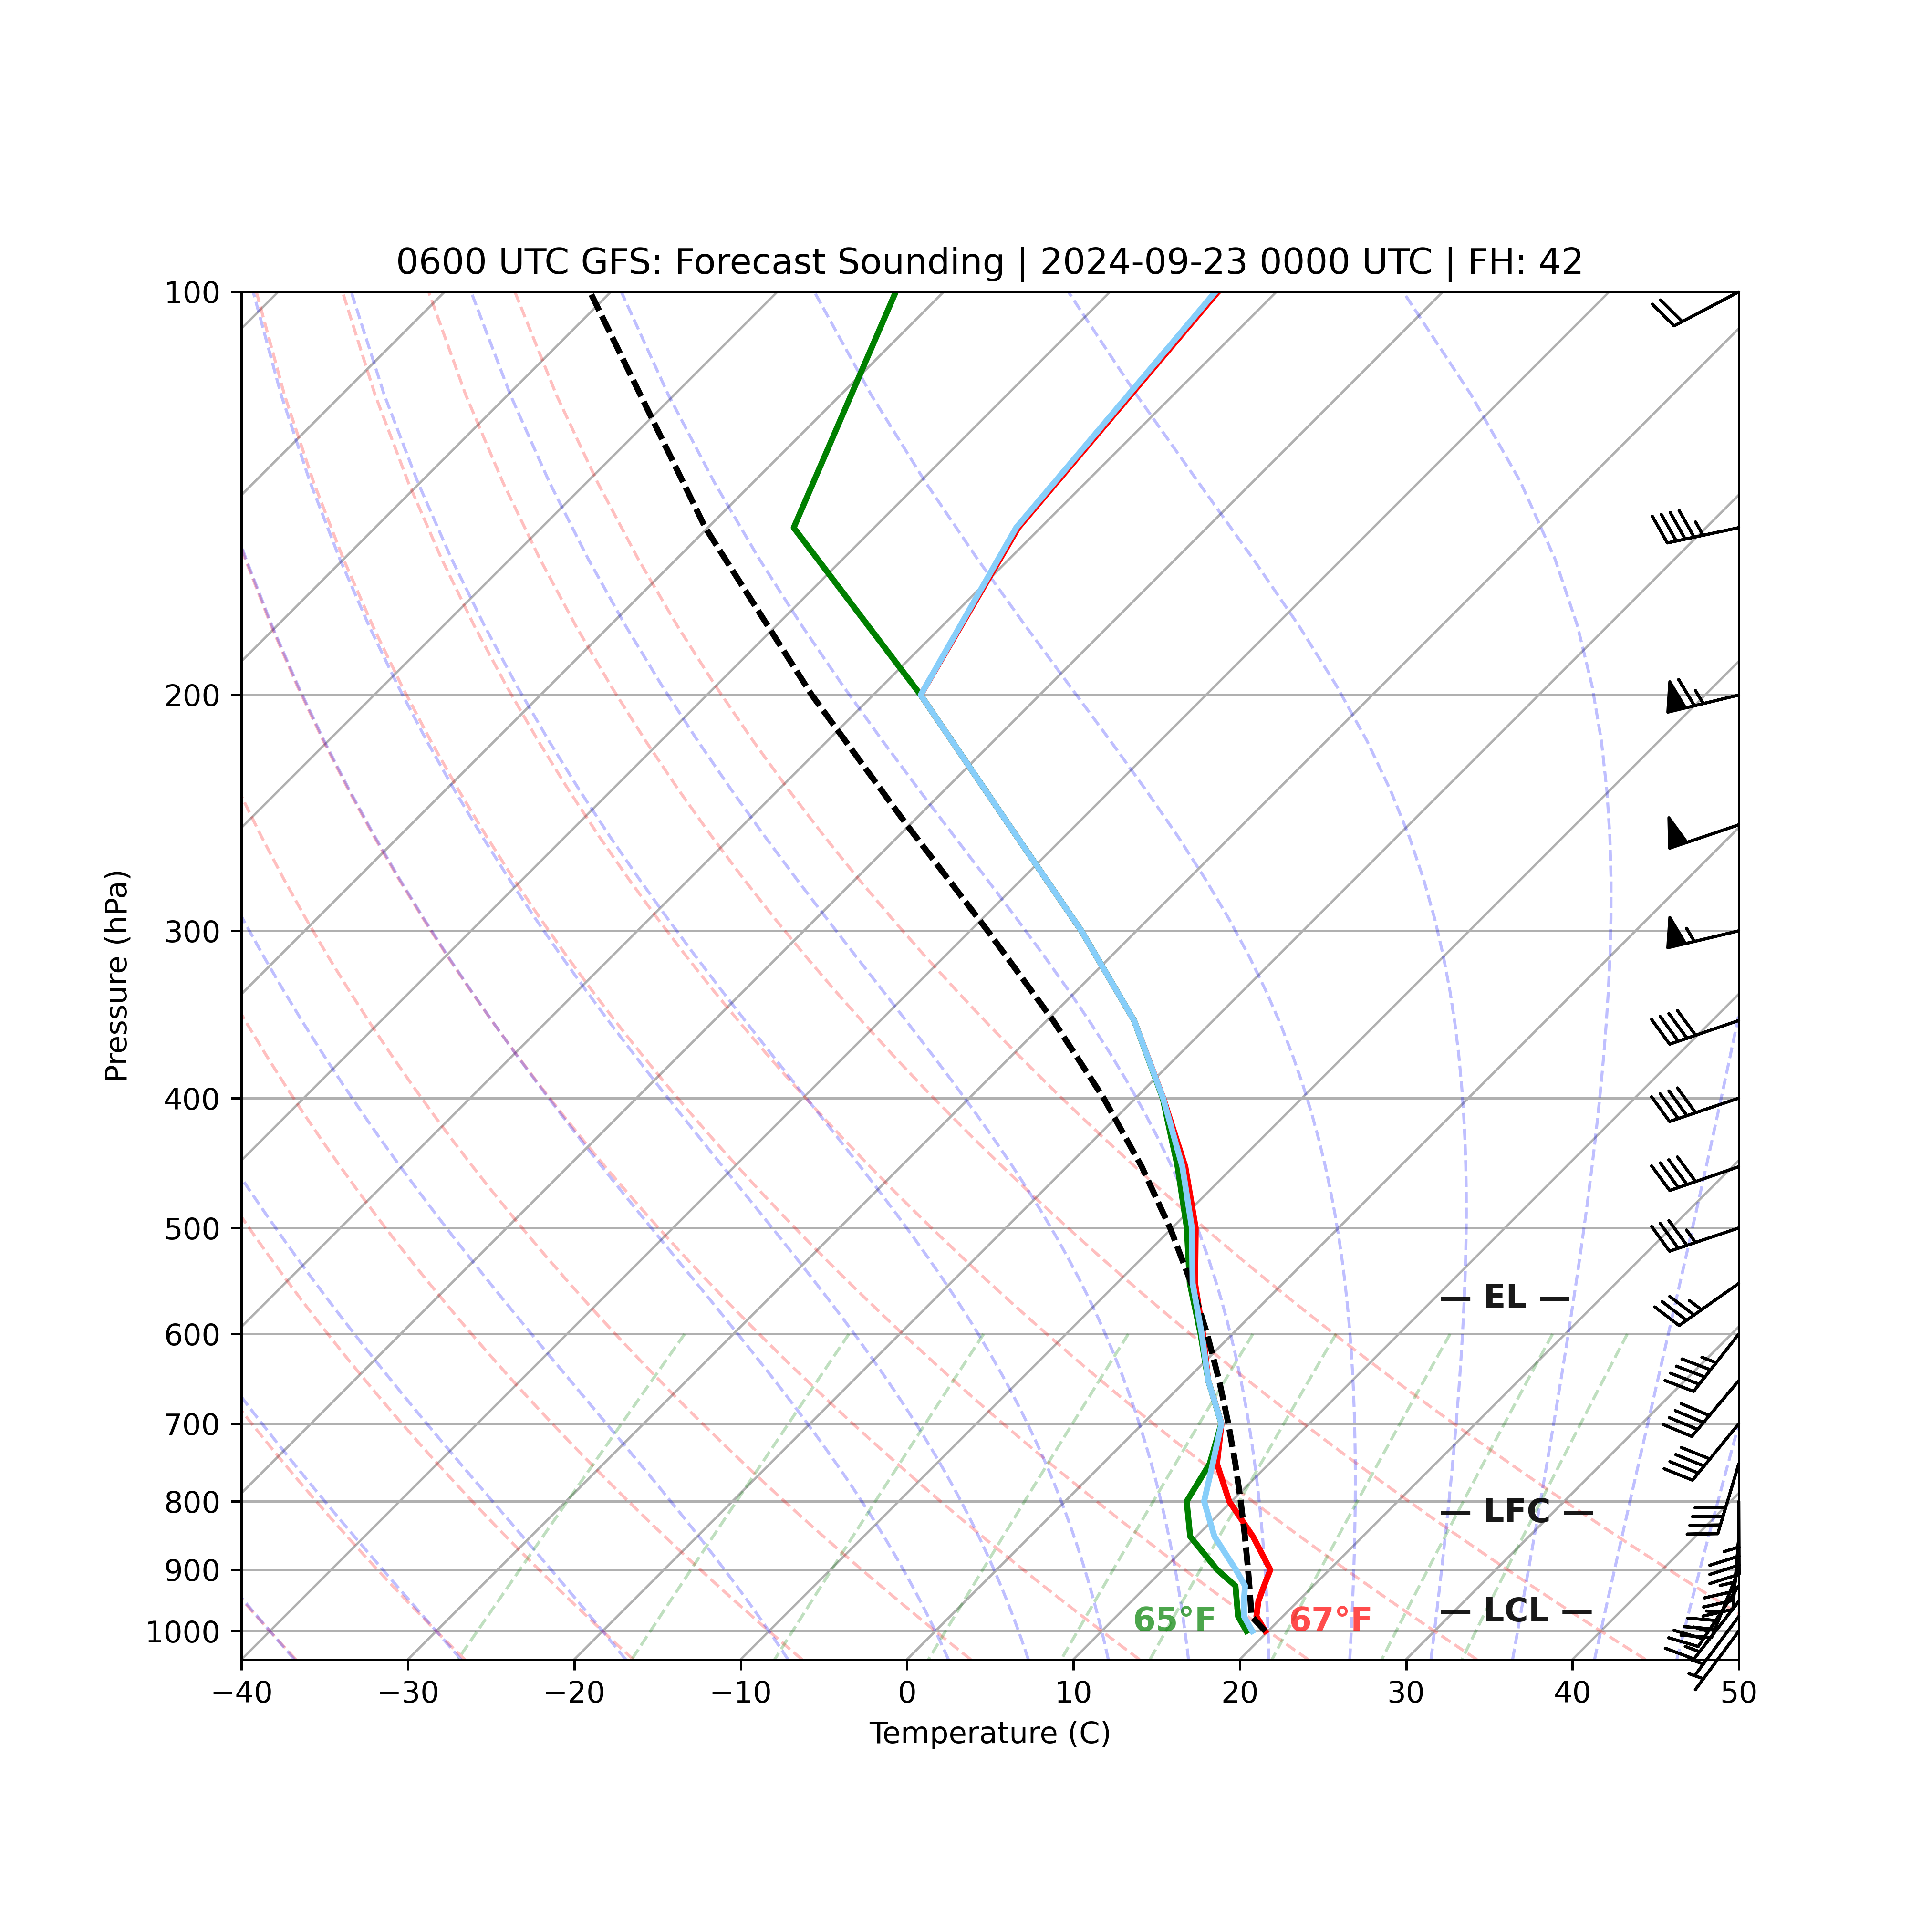 0600 UTC GFS: Forecast Sounding | 2024-09-23 0000 UTC | FH: 42
100
200
300
400
500
600
700
800
900
1000
Pressure (hPa)
— EL —
— LFC —
— LCL —
65°F
67°F
−40 −30 −20 −10 0 10 20 30 40 50
Temperature (C)